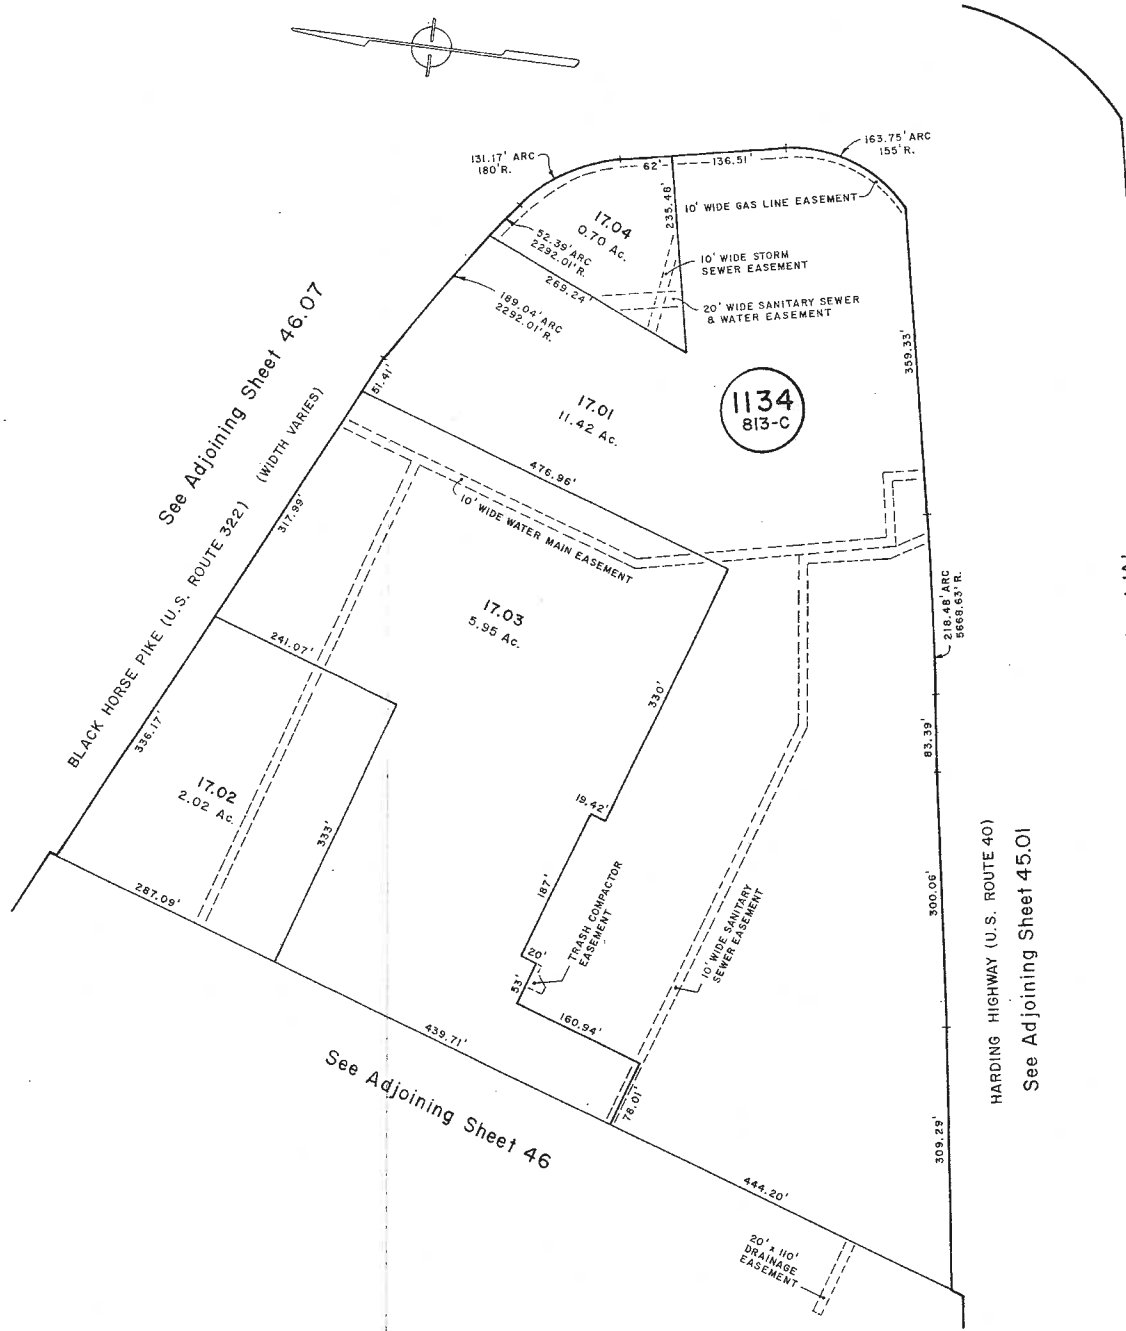 131.17' ARC
180'R.
163.75' ARC
155'R.
62'
136.51'
10' WIDE GAS LINE EASEMENT
235.48'
17.04
0.70 Ac.
52.39' ARC
2292.01'R.
10' WIDE STORM
SEWER EASEMENT
269.24'
20' WIDE SANITARY SEWER
& WATER EASEMENT
189.04' ARC
2292.01'R.
See Adjoining Sheet 46.07
359.33'
51.41'
1134
813-C
17.01
11.42 Ac.
BLACK HORSE PIKE (U.S. ROUTE 322) (WIDTH VARIES)
476.96'
10' WIDE WATER MAIN EASEMENT
317.99'
17.03
5.95 Ac.
218.48' ARC
5668.63' R.
241.07'
330'
336.17'
83.39'
17.02
2.02 Ac.
19.42'
333'
187'
TRASH COMPACTOR
EASEMENT
287.09'
300.06'
HARDING HIGHWAY (U.S. ROUTE 40)
See Adjoining Sheet 45.01
10' WIDE SANITARY
SEWER EASEMENT
20'
53'
160.94'
439.71'
See Adjoining Sheet 46
78.01'
309.29'
444.20'
20' x 110'
DRAINAGE
EASEMENT